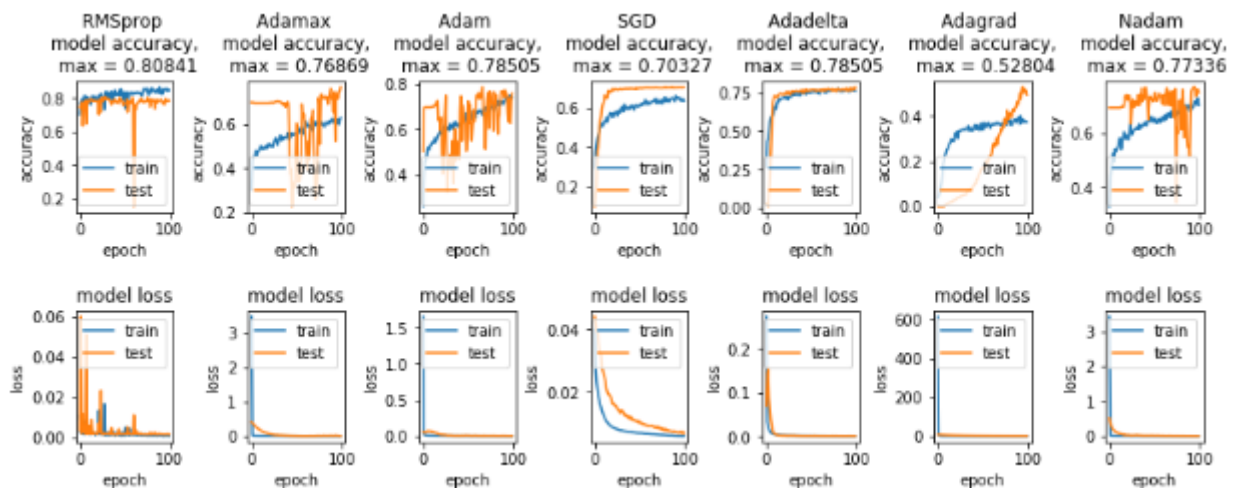 RMSprop
model accuracy,
max = 0.80841
0.8
0.6
0.4
0.2
accuracy
train
test
0 100
epoch
Adamax
model accuracy,
max = 0.76869
0.6
0.4
0.2
accuracy
train
test
0 100
epoch
Adam
model accuracy,
max = 0.78505
0.8
0.6
0.4
accuracy
train
test
0 100
epoch
SGD
model accuracy,
max = 0.70327
0.6
0.4
0.2
accuracy
train
test
0 100
epoch
Adadelta
model accuracy,
max = 0.78505
0.75
0.50
0.25
0.00
accuracy
train
test
0 100
epoch
Adagrad
model accuracy,
max = 0.52804
0.4
0.2
0.0
accuracy
train
test
0 100
epoch
Nadam
model accuracy,
max = 0.77336
0.6
0.4
accuracy
train
test
0 100
epoch
model loss
0.06
0.04
0.02
0.00
loss
train
test
0 100
epoch
model loss
3
2
1
0
loss
train
test
0 100
epoch
model loss
1.5
1.0
0.5
0.0
loss
train
test
0 100
epoch
model loss
0.04
0.02
loss
train
test
0 100
epoch
model loss
0.2
0.1
0.0
loss
train
test
0 100
epoch
model loss
600
400
200
0
loss
train
test
0 100
epoch
model loss
3
2
1
0
loss
train
test
0 100
epoch